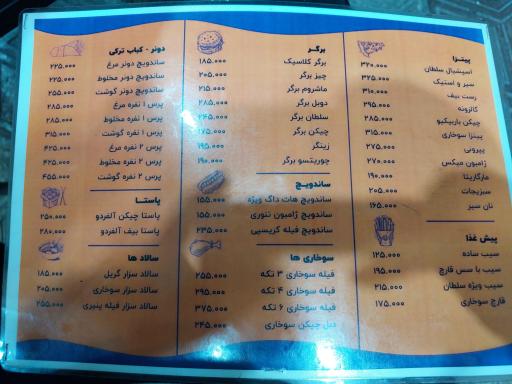 پیتزا
اسپشیال سلطان ۳۲۰.۰۰۰
سیر و استیک ۳۲۵.۰۰۰
رست بیف ۳۱۰.۰۰۰
کالزونه ۲۹۵.۰۰۰
چیکن باربیکیو ۲۸۵.۰۰۰
پیتزا سوخاری ۳۱۵.۰۰۰
پپرونی ۲۷۵.۰۰۰
ژامبون میکس ۲۷۰.۰۰۰
مارگاریتا ۱۹۰.۰۰۰
سبزیجات ۲۰۵.۰۰۰
نان سیر ۱۶۵.۰۰۰
پیش غذا
سیب ساده ۱۲۵.۰۰۰
سیب با سس قارچ ۱۹۵.۰۰۰
سیب ویژه سلطان ۲۱۵.۰۰۰
قارچ سوخاری ۱۷۵.۰۰۰
برگر
برگر کلاسیک ۱۸۵.۰۰۰
چیز برگر ۲۰۵.۰۰۰
ماشروم برگر ۲۱۵.۰۰۰
دوبل برگر ۲۸۵.۰۰۰
سلطان برگر ۲۴۵.۰۰۰
چیکن برگر ۱۷۵.۰۰۰
زینگر ۱۹۵.۰۰۰
چوریتسو برگر ۱۹۰.۰۰۰
ساندویچ
ساندویچ هات داگ ویژه ۱۵۵.۰۰۰
ساندویچ ژامبون تنوری ۱۵۵.۰۰۰
ساندویچ فیله کریسپی ۲۳۵.۰۰۰
سوخاری ها
فیله سوخاری ۳ تکه ۲۵۵.۰۰۰
فیله سوخاری ۴ تکه ۲۹۵.۰۰۰
فیله سوخاری ۶ تکه ۳۷۵.۰۰۰
دبل چیکن سوخاری ۲۴۵.۰۰۰
دونر - کباب ترکی
ساندویچ دونر مرغ ۲۲۵.۰۰۰
ساندویچ دونر مخلوط ۲۲۵.۰۰۰
ساندویچ دونر گوشت ۲۵۵.۰۰۰
پرس ۱ نفره مرغ ۲۸۵.۰۰۰
پرس ۱ نفره مخلوط ۲۸۵.۰۰۰
پرس ۱ نفره گوشت ۳۱۵.۰۰۰
پرس ۲ نفره مرغ ۴۲۵.۰۰۰
پرس ۲ نفره مخلوط ۴۲۵.۰۰۰
پرس ۲ نفره گوشت ۴۵۵.۰۰۰
پاستا
پاستا چیکن آلفردو ۲۵۰.۰۰۰
پاستا بیف آلفردو ۲۸۰.۰۰۰
سالاد ها
سالاد سزار گریل ۱۸۵.۰۰۰
سالاد سزار سوخاری ۲۰۵.۰۰۰
سالاد سزار فیله پنیری ۲۵۵.۰۰۰